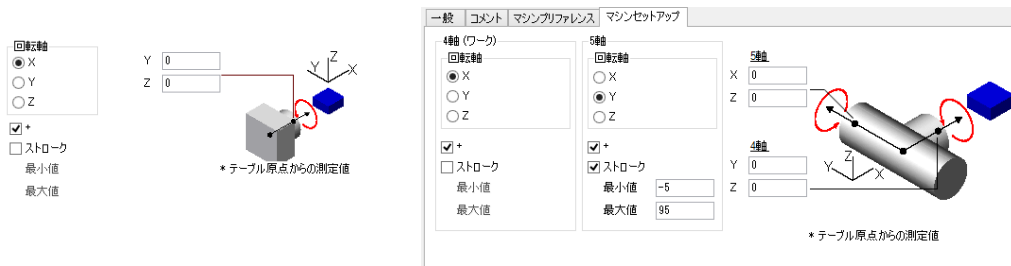 回転軸
X
Y
Z
+
ストローク
最小値
最大値
Y 0
Z 0
Z
Y
X
* テーブル原点からの測定値
一般 コメント マシンプリファレンス マシンセットアップ
4軸 (ワーク)
回転軸
X
Y
Z
+
ストローク
最小値
最大値
5軸
回転軸
X
Y
Z
+
ストローク
最小値 -5
最大値 95
5軸
X 0
Z 0
4軸
Y 0
Z 0
Z
Y
X
* テーブル原点からの測定値